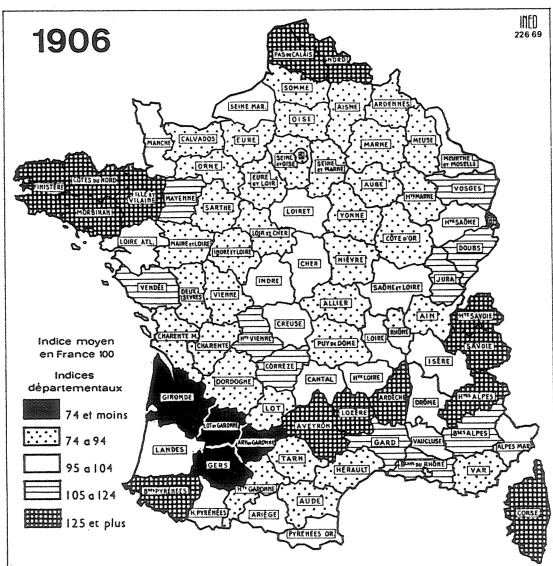 1906
INED
226 69
PAS DE CALAIS
NORD
SOMME
SEINE MAR.
AISNE
ARDENNES
OISE
MANCHE
CALVADOS
EURE
SEINE ET OISE
SEINE ET MARNE
MARNE
MEUSE
MEURTHE ET MOSELLE
ORNE
EURE ET LOIR
AUBE
Hte MARNE
VOSGES
FINISTÈRE
CÔTES DU NORD
ILLE ET VILAINE
MORBIHAN
MAYENNE
SARTHE
LOIRET
YONNE
Hte SAÔNE
LOIRE ATL.
MAINE ET LOIRE
INDRE ET LOIRE
LOIR ET CHER
CÔTE D'OR
DOUBS
CHER
NIÈVRE
JURA
VENDÉE
DEUX SEVRES
VIENNE
INDRE
SAÔNE ET LOIRE
ALLIER
AIN
Hte SAVOIE
CREUSE
CHARENTE M.
CHARENTE
Hte VIENNE
PUY DE DÔME
LOIRE
RHÔNE
SAVOIE
ISÈRE
Indice moyen
en France 100
CORRÈZE
DORDOGNE
CANTAL
Hte LOIRE
ARDÈCHE
DRÔME
Htes ALPES
Indices
départementaux
GIRONDE
LOT
LOT et GARONNE
AVEYRON
LOZÈRE
Bses ALPES
74 et moins
TARN et GARONNE
GARD
VAUCLUSE
ALPES MAR.
74 a 94
LANDES
GERS
TARN
HÉRAULT
Bches du RHÔNE
VAR
95 a 104
Bses PYRÉNÉES
Hte GARONNE
AUDE
105 a 124
H. PYRÉNÉES
ARIÈGE
CORSE
125 et plus
PYRÉNÉES OR.